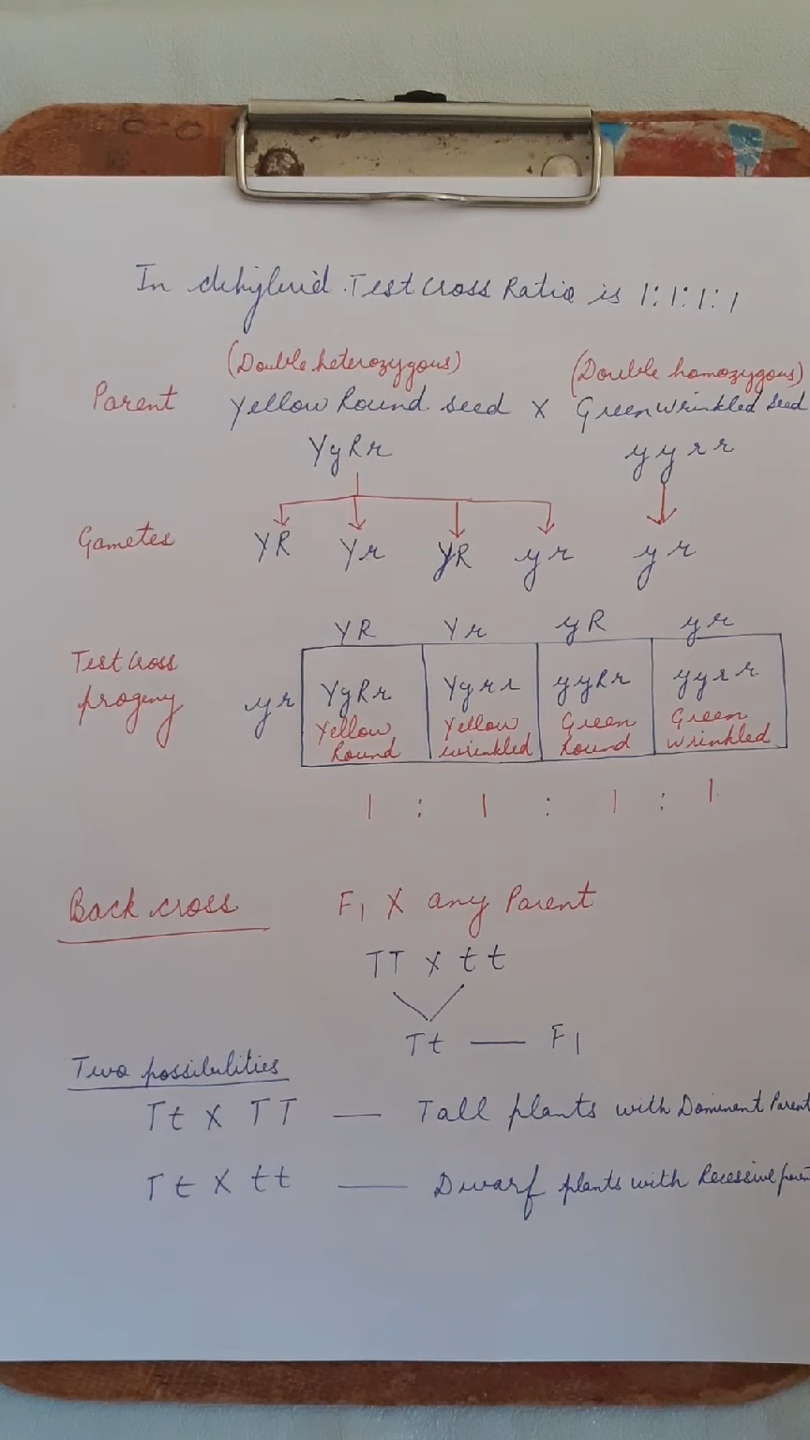 In dihybrid Test Cross Ratio is 1:1:1:1
(Double heterozygous) (Double homozygous)
Parent Yellow Round seed X Green wrinkled seed
YyRr yyrr
Gametes YR Yr yR yr yr
YR Yr yR yr
Test Cross progeny yr YyRr Yyrr yyRr yyrr
Yellow Round Yellow wrinkled Green Round Green wrinkled
1 : 1 : 1 : 1
Back cross F1 X any Parent
TT X tt
Tt — F1
Two possibilities
Tt X TT — Tall plants with Dominent Parent
Tt X tt — Dwarf plants with Recessive